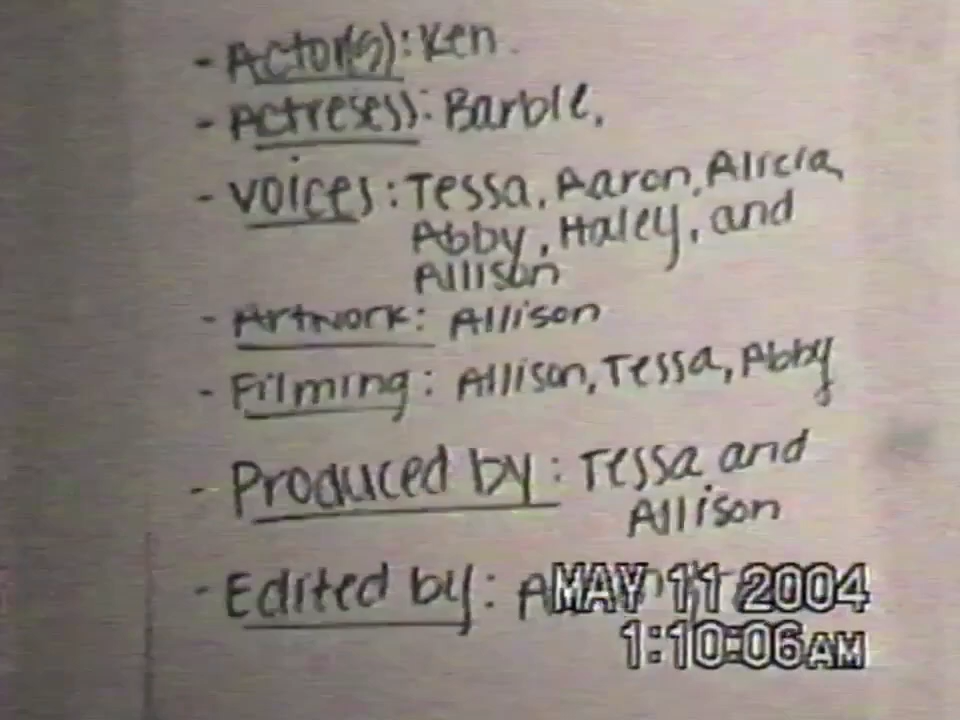 - Actor(s): Ken.
- Actress(s): Barbie.
- Voices: Tessa, Aaron, Alicia,
Abby, Haley, and
Allison
- Artwork: Allison
- Filming: Allison, Tessa, Abby
- Produced by: Tessa and
Allison
- Edited by:
MAY 11 2004
1:10:06AM